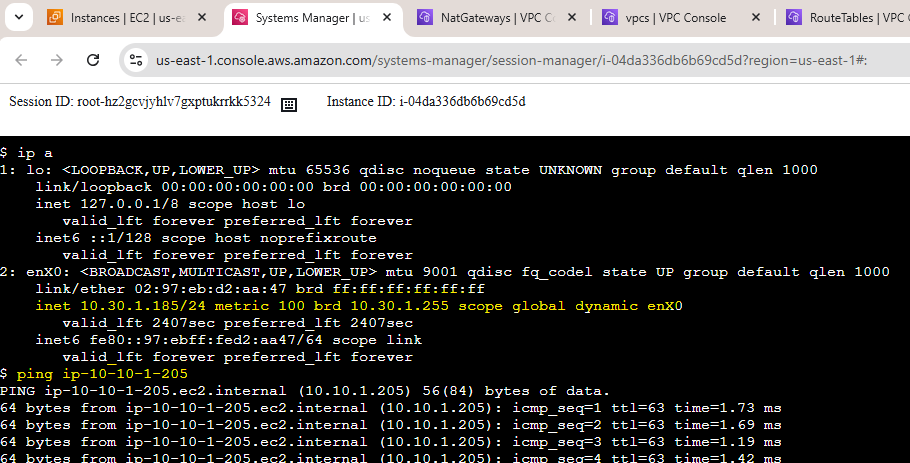 Instances | EC2 | us-ea
Systems Manager | us
NatGateways | VPC C
vpcs | VPC Console
RouteTables | VPC C
us-east-1.console.aws.amazon.com/systems-manager/session-manager/i-04da336db6b69cd5d?region=us-east-1#:
Session ID: root-hz2gcvjyhlv7gxptukrrkk5324 Instance ID: i-04da336db6b69cd5d
$ ip a
1: lo: <LOOPBACK,UP,LOWER_UP> mtu 65536 qdisc noqueue state UNKNOWN group default qlen 1000
link/loopback 00:00:00:00:00:00 brd 00:00:00:00:00:00
inet 127.0.0.1/8 scope host lo
valid_lft forever preferred_lft forever
inet6 ::1/128 scope host noprefixroute
valid_lft forever preferred_lft forever
2: enX0: <BROADCAST,MULTICAST,UP,LOWER_UP> mtu 9001 qdisc fq_codel state UP group default qlen 1000
link/ether 02:97:eb:d2:aa:47 brd ff:ff:ff:ff:ff:ff
inet 10.30.1.185/24 metric 100 brd 10.30.1.255 scope global dynamic enX0
valid_lft 2407sec preferred_lft 2407sec
inet6 fe80::97:ebff:fed2:aa47/64 scope link
valid_lft forever preferred_lft forever
$ ping ip-10-10-1-205
PING ip-10-10-1-205.ec2.internal (10.10.1.205) 56(84) bytes of data.
64 bytes from ip-10-10-1-205.ec2.internal (10.10.1.205): icmp_seq=1 ttl=63 time=1.73 ms
64 bytes from ip-10-10-1-205.ec2.internal (10.10.1.205): icmp_seq=2 ttl=63 time=1.69 ms
64 bytes from ip-10-10-1-205.ec2.internal (10.10.1.205): icmp_seq=3 ttl=63 time=1.19 ms
64 bytes from ip-10-10-1-205.ec2.internal (10.10.1.205): icmp_seq=4 ttl=63 time=1.42 ms